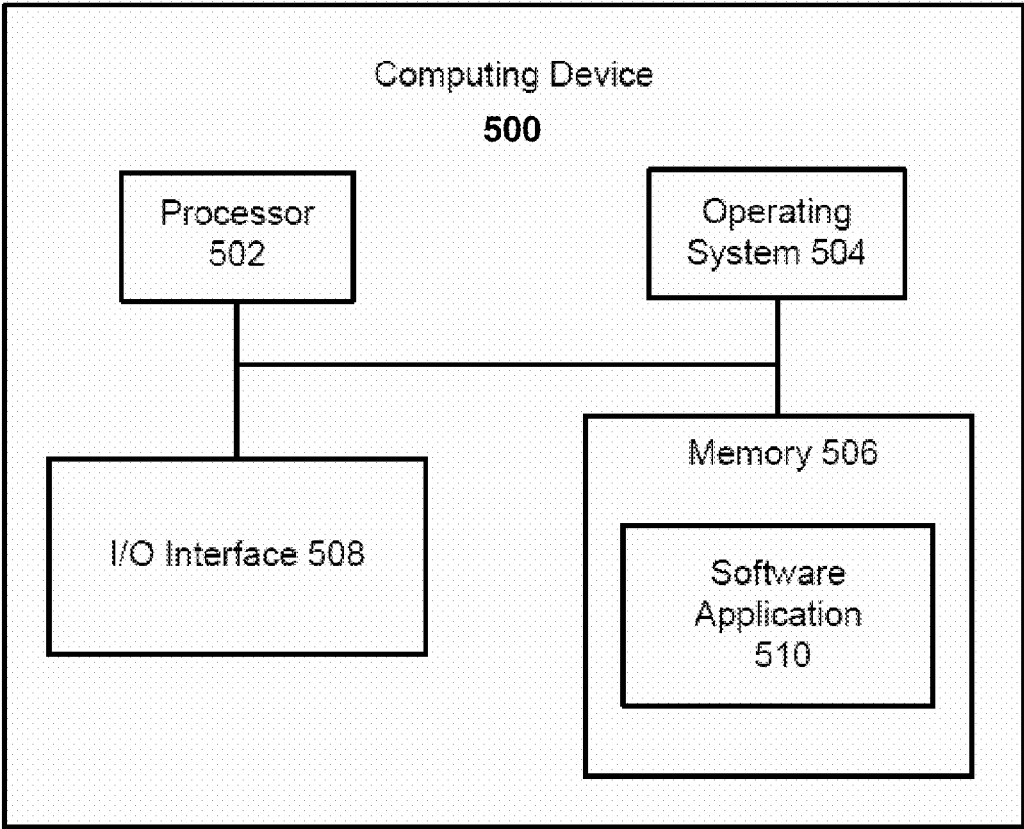 Computing Device
500
Processor
502
Operating
System 504
Memory 506
I/O Interface 508
Software
Application
510